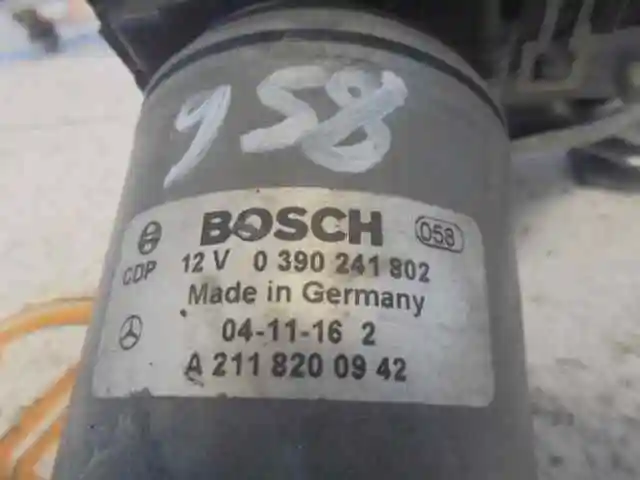 958
BOSCH 058
CDP 12 V 0 390 241 802
Made in Germany
04-11-16 2
A 211 820 09 42